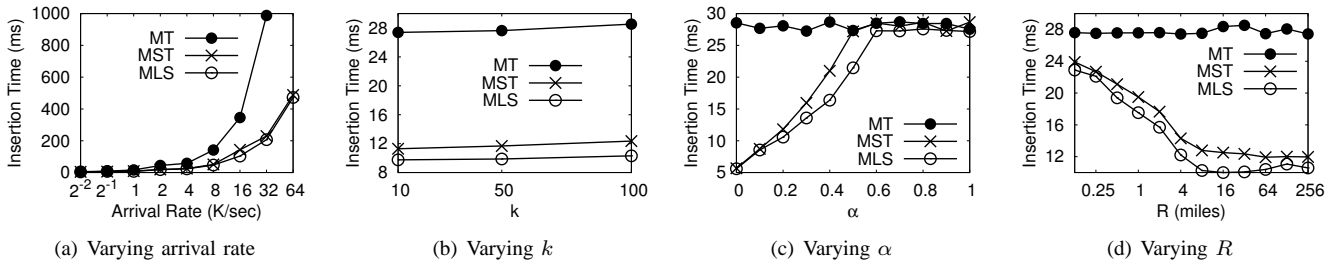 Insertion Time (ms)
1000
800
600
400
200
0
MT
MST
MLS
2^-2 2^-1 1 2 4 8 16 32 64
Arrival Rate (K/sec)
(a) Varying arrival rate
Insertion Time (ms)
28
24
20
16
12
8
MT
MST
MLS
10 50 100
k
(b) Varying k
Insertion Time (ms)
30
25
20
15
10
5
MT
MST
MLS
0 0.2 0.4 0.6 0.8 1
α
(c) Varying α
Insertion Time (ms)
28
24
20
16
12
MT
MST
MLS
0.25 1 4 16 64 256
R (miles)
(d) Varying R